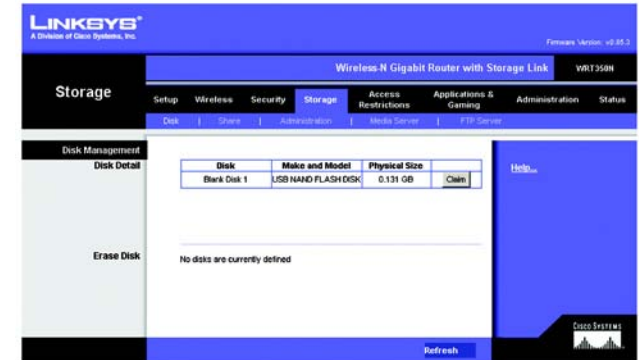 LINKSYS®
A Division of Cisco Systems, Inc.
Firmware Version: v0.85.3
Wireless-N Gigabit Router with Storage Link WRT350N
Storage
Setup Wireless Security Storage Access Restrictions Applications & Gaming Administration Status
Disk | Share | Administration | Media Server | FTP Server
Disk Management
Disk Detail
Disk Make and Model Physical Size
Blank Disk 1 USB NAND FLASH DISK 0.131 GB Claim
Help...
Erase Disk
No disks are currently defined
CISCO SYSTEMS
Refresh